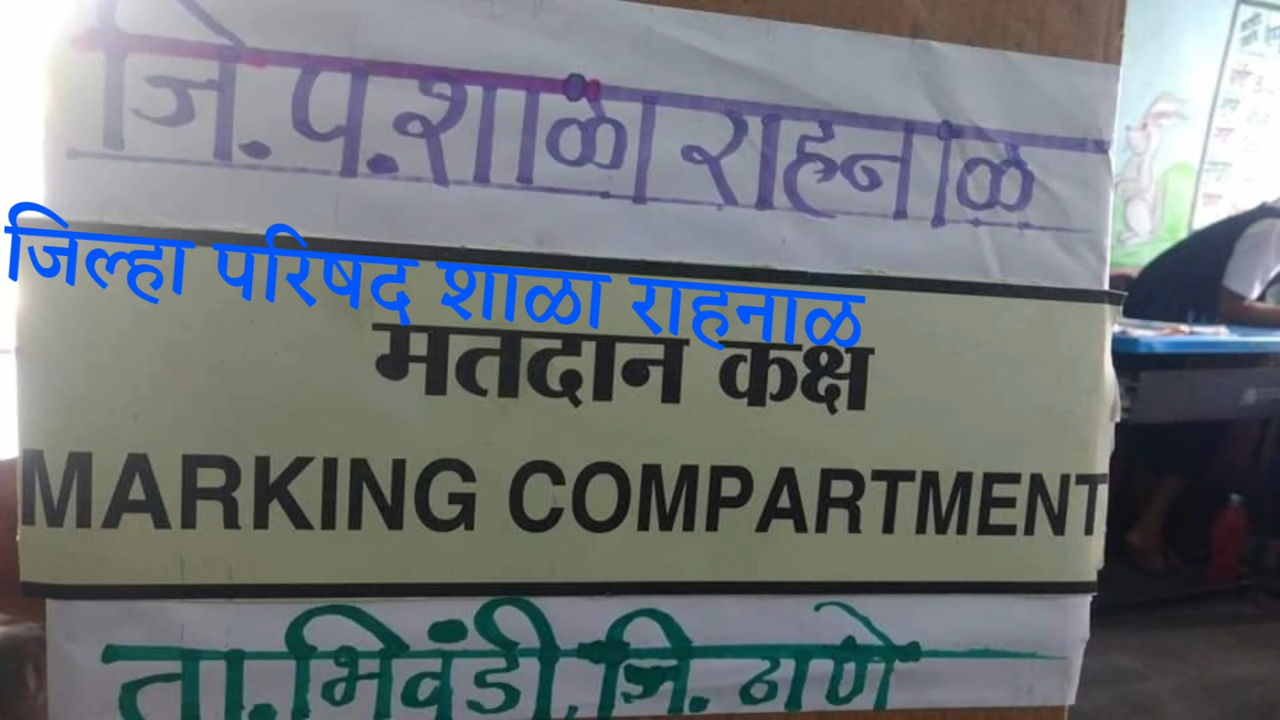 जि.प.शाळा राहनाळ
जिल्हा परिषद शाळा राहनाळ
मतदान कक्ष
MARKING COMPARTMENT
ता.भिवंडी,जि.ठाणे